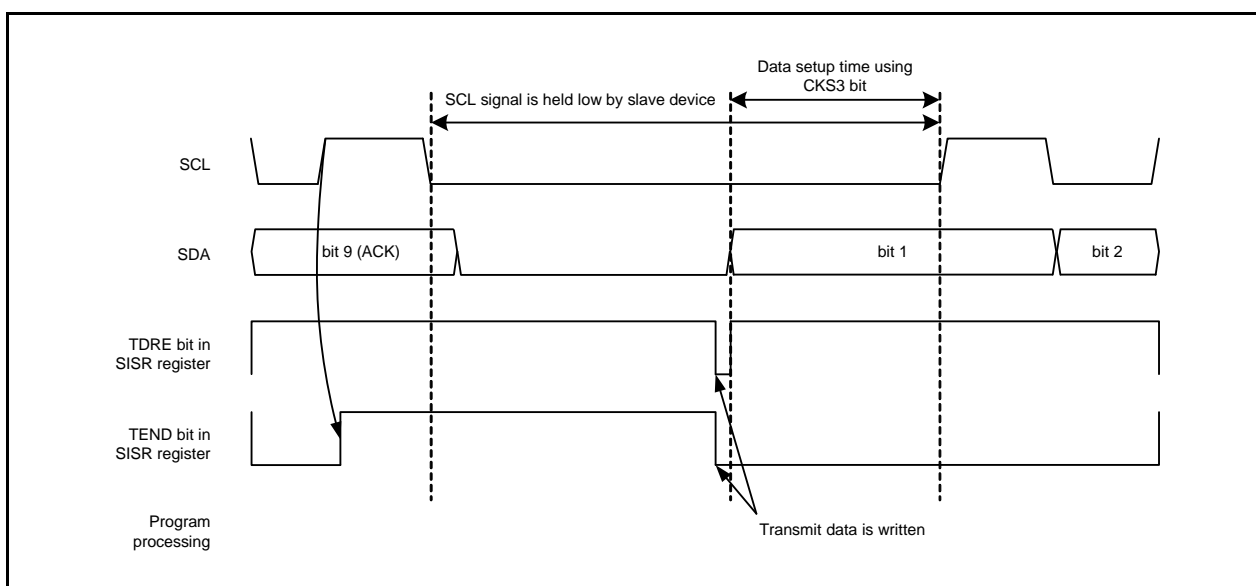 Data setup time using
CKS3 bit
SCL signal is held low by slave device
SCL
SDA
bit 9 (ACK)
bit 1
bit 2
TDRE bit in
SISR register
TEND bit in
SISR register
Program
processing
Transmit data is written